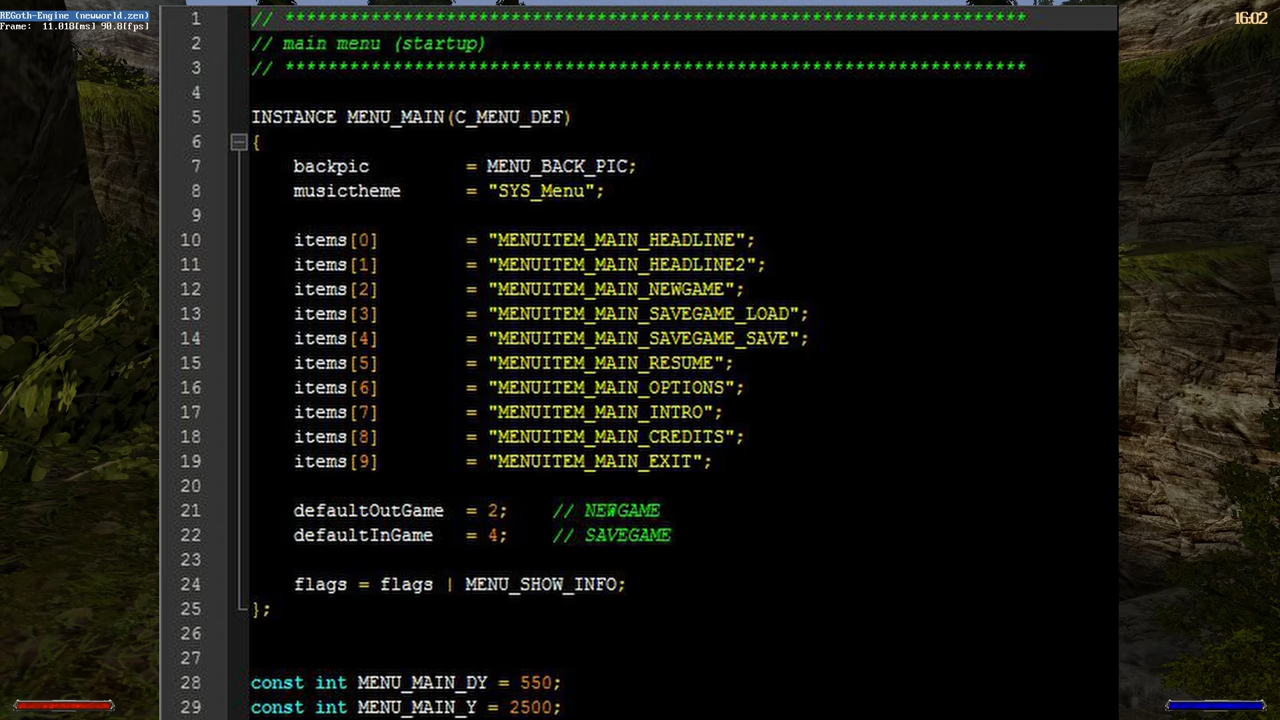 REGoth-Engine (newworld.zen)
Frame: 11.018[ms] 90.8[fps]
16:02
1 // *********************************************************************
2 // main menu (startup)
3 // *********************************************************************
4
5 INSTANCE MENU_MAIN(C_MENU_DEF)
6 {
7 backpic = MENU_BACK_PIC;
8 musictheme = "SYS_Menu";
9
10 items[0] = "MENUITEM_MAIN_HEADLINE";
11 items[1] = "MENUITEM_MAIN_HEADLINE2";
12 items[2] = "MENUITEM_MAIN_NEWGAME";
13 items[3] = "MENUITEM_MAIN_SAVEGAME_LOAD";
14 items[4] = "MENUITEM_MAIN_SAVEGAME_SAVE";
15 items[5] = "MENUITEM_MAIN_RESUME";
16 items[6] = "MENUITEM_MAIN_OPTIONS";
17 items[7] = "MENUITEM_MAIN_INTRO";
18 items[8] = "MENUITEM_MAIN_CREDITS";
19 items[9] = "MENUITEM_MAIN_EXIT";
20
21 defaultOutGame = 2; // NEWGAME
22 defaultInGame = 4; // SAVEGAME
23
24 flags = flags | MENU_SHOW_INFO;
25 };
26
27
28 const int MENU_MAIN_DY = 550;
29 const int MENU_MAIN_Y = 2500;